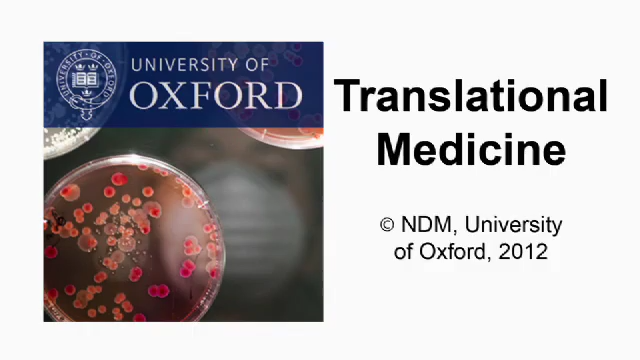 UNIVERSITY OF
OXFORD
Translational
Medicine
© NDM, University
of Oxford, 2012